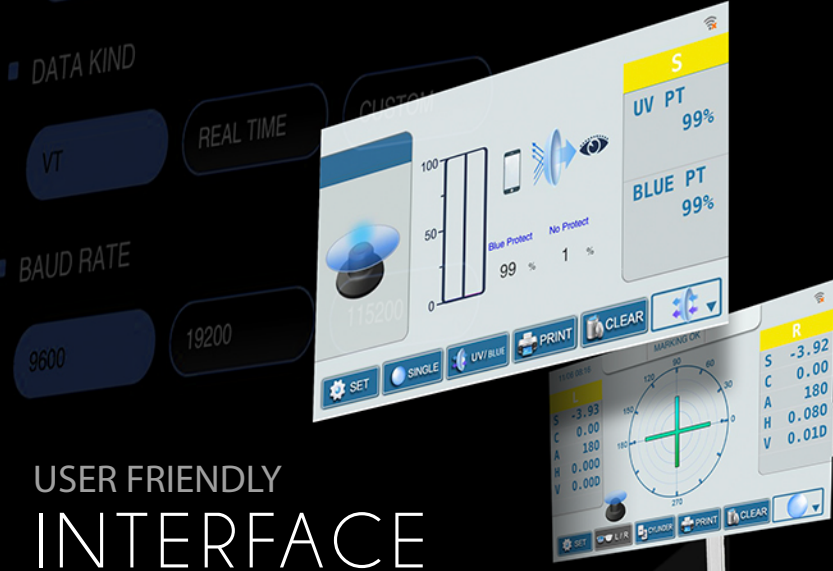 DATA KIND
VT
REAL TIME
CUSTOM
BAUD RATE
9600
19200
115200
S
UV PT
99%
BLUE PT
99%
100
50
0
Blue Protect
99 %
No Protect
1 %
SET
SINGLE
UV/ BLUE
PRINT
CLEAR
MARKING OK
L
S -3.93
C 0.00
A 180
H 0.000
V 0.00D
90
120
60
150
30
180
0
270
R
S -3.92
C 0.00
A 180
H 0.080
V 0.01D
SET
L / R
CYLINDER
PRINT
CLEAR
USER FRIENDLY
INTERFACE